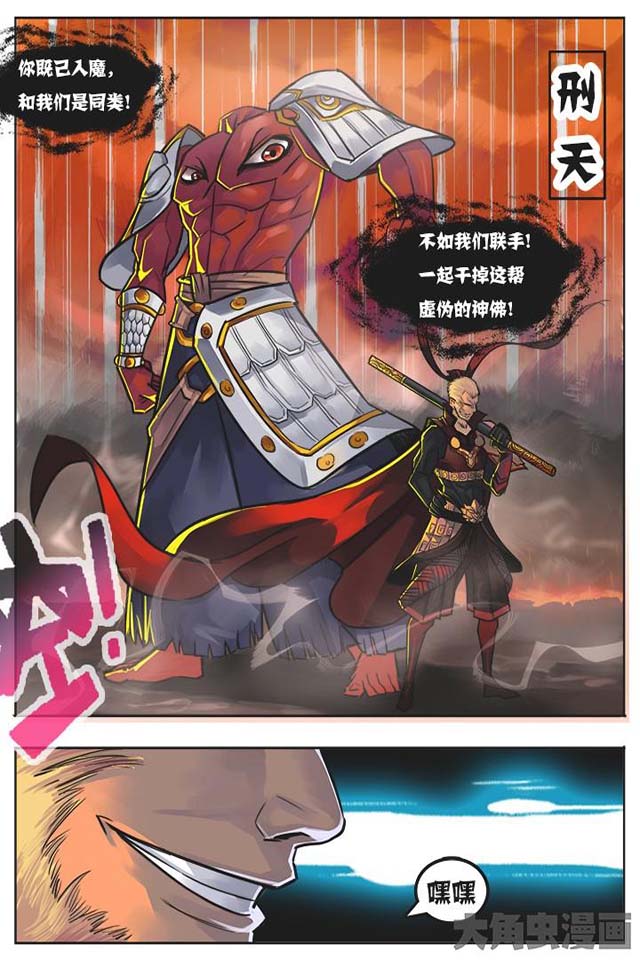 你既已入魔,
和我们是同类!
刑天
不如我们联手!
一起干掉这帮
虚伪的神佛!
嘿嘿
大角虫漫画